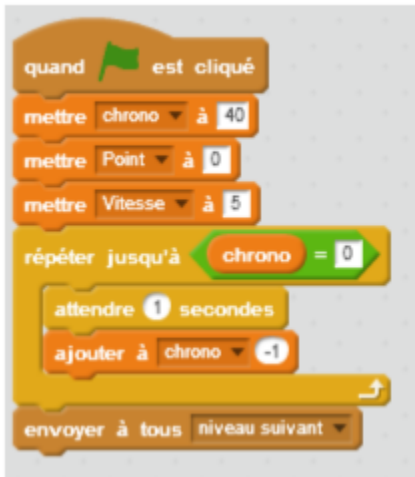 quand est cliqué
mettre chrono à 40
mettre Point à 0
mettre Vitesse à 5
répéter jusqu'à chrono = 0
attendre 1 secondes
ajouter à chrono -1
envoyer à tous niveau suivant